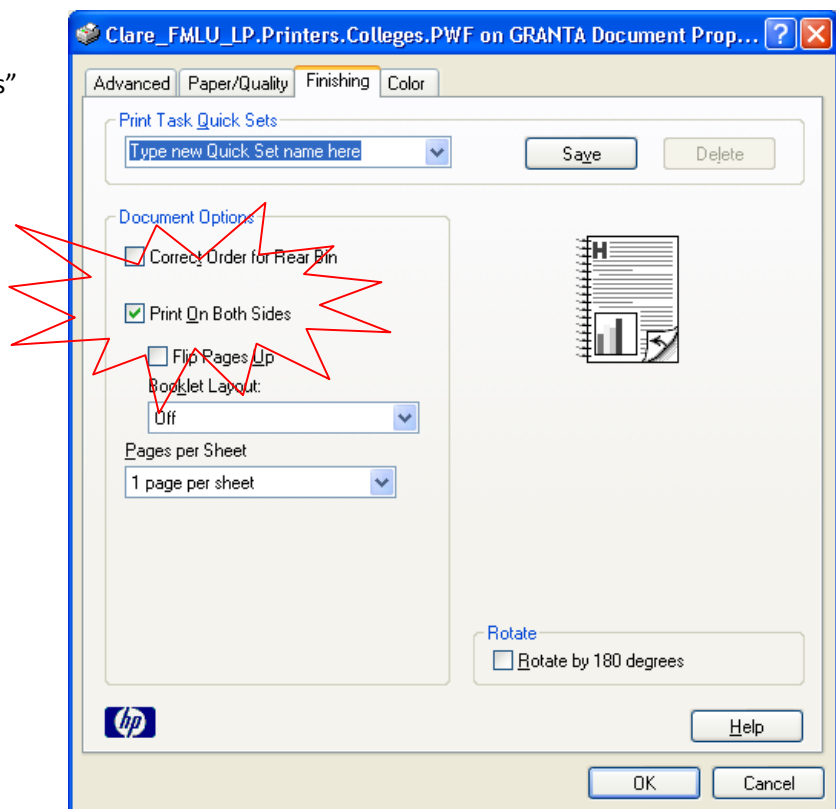 s”
Clare_FMLU_LP.Printers.Colleges.PWF on GRANTA Document Prop... ?
Advanced Paper/Quality Finishing Color
Print Task Quick Sets
Type new Quick Set name here Save Delete
Document Options
Correct Order for Rear Bin
H
Print On Both Sides
Flip Pages Up
Booklet Layout:
Off
Pages per Sheet
1 page per sheet
Rotate
Rotate by 180 degrees
hp
Help
OK Cancel